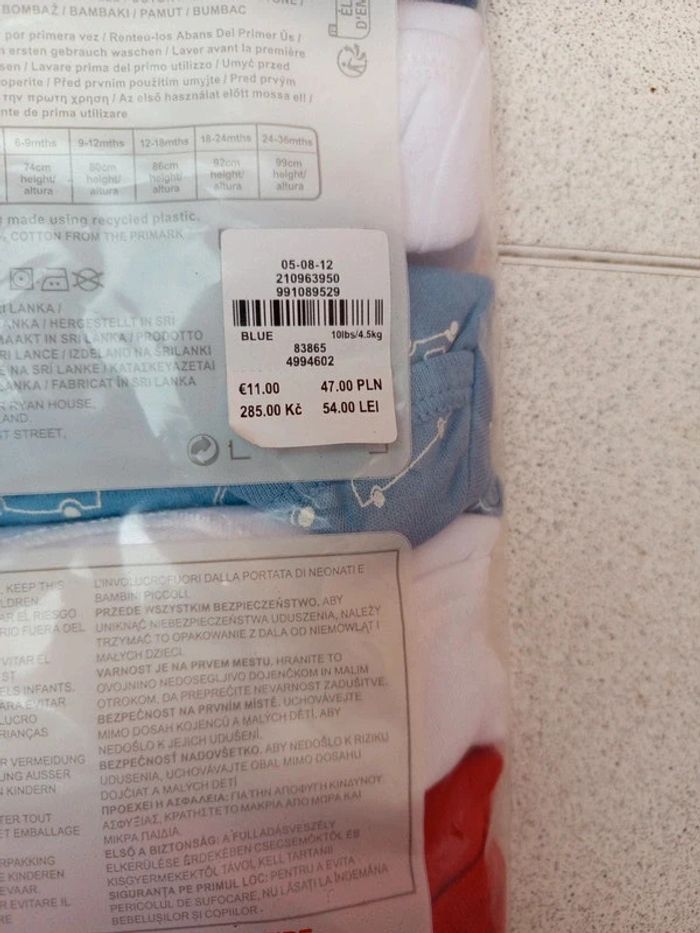 BOMBAŽ / BAMBAKI / PAMUT / BUMBAC
por primera vez / Renteu-los Abans Del Primer Ús /
ersten gebrauch waschen / Laver avant la première
Lavare prima del primo utilizzo / Umyć przed
Před prvním použitím umyjte / Pred prvým
την πρωτη χρηση / Az első használat előtt mossa el! /
de prima utilizare
6-9mths 9-12mths 12-18mths 18-24mths 24-36mths
74cm 80cm 86cm 92cm 99cm
height/ height/ height/ height/ height/
altura altura altura altura altura
made using recycled plastic.
COTTON FROM THE PRIMARK
05-08-12
210963950
991089529
BLUE 10lbs/4.5kg
83865
4994602
€11.00 47.00 PLN
285.00 Kč 54.00 LEI
LANKA /
HERGESTELLT IN SRI
IN SRI LANKA / PRODOTTO
LANCE / IZDELANO NA ŠRILANKI
NA SRÍ LANKE / ΚΑΤΑΣΚΕΥΑΖΕΤΑΙ
FABRICAT ÎN SRI LANKA
RYAN HOUSE,
STREET,
KEEP THIS
EL RIESGO
FUERA DEL
EVITAR EL
INFANTS.
EVITAR
VERMEIDUNG
AUSSER
KINDERN
TOUT
EMBALLAGE
KINDEREN
EVITARE IL
L'INVOLUCRO FUORI DALLA PORTATA DI NEONATI E
BAMBINI PICCOLI.
PRZEDE WSZYSTKIM BEZPIECZEŃSTWO. ABY
UNIKNĄĆ NIEBEZPIECZEŃSTWA UDUSZENIA, NALEŻY
TRZYMAĆ TO OPAKOWANIE Z DALA OD NIEMOWLĄT I
MAŁYCH DZIECI.
VARNOST JE NA PRVEM MESTU. HRANITE TO
OVOJNINO NEDOSEGLJIVO DOJENČKOM IN MALIM
OTROKOM, DA PREPREČITE NEVARNOST ZADUŠITVE.
BEZPEČNOST NA PRVNÍM MÍSTĚ. UCHOVÁVEJTE
MIMO DOSAH KOJENCŮ A MALÝCH DĚTÍ, ABY
NEDOŠLO K JEJICH UDUŠENÍ.
BEZPEČNOSŤ NADOVŠETKO. ABY NEDOŠLO K RIZIKU
UDUSENIA, UCHOVÁVAJTE OBAL MIMO DOSAHU
DOJČIAT A MALÝCH DETÍ
ΠΡΟΕΧΕΙ Η ΑΣΦΑΛΕΙΑ: ΓΙΑ ΤΗΝ ΑΠΟΦΥΓΗ ΚΙΝΔΥΝΟΥ
ΑΣΦΥΞΙΑΣ, ΚΡΑΤΗΣΤΕ ΤΟ ΜΑΚΡΙΑ ΑΠΟ ΜΩΡΑ ΚΑΙ
ΜΙΚΡΑ ΠΑΙΔΙΑ.
ELSŐ A BIZTONSÁG: A FULLADÁSVESZÉLY
ELKERÜLÉSE ÉRDEKÉBEN CSECSEMŐKTŐL ÉS
KISGYERMEKEKTŐL TÁVOL KELL TARTANI!
SIGURANȚA PE PRIMUL LOC: PENTRU A EVITA
PERICOLUL DE SUFOCARE, NU LĂSAȚI LA ÎNDEMÂNA
BEBELUȘILOR ȘI COPIILOR